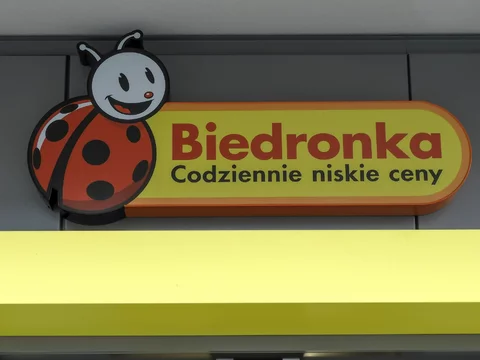 Biedronka
Codziennie niskie ceny